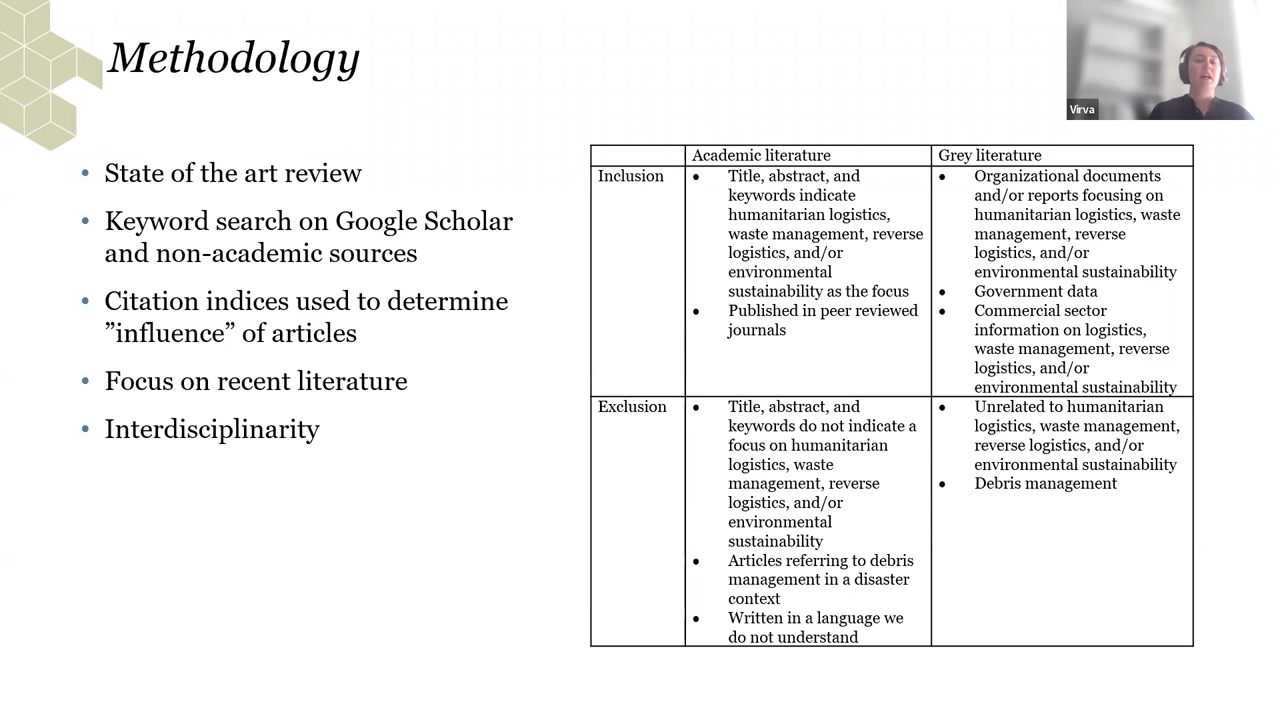 Methodology
Virva
• State of the art review
• Keyword search on Google Scholar
and non-academic sources
• Citation indices used to determine
”influence” of articles
• Focus on recent literature
• Interdisciplinarity
Academic literature
Grey literature
Inclusion
• Title, abstract, and
keywords indicate
humanitarian logistics,
waste management, reverse
logistics, and/or
environmental
sustainability as the focus
• Published in peer reviewed
journals
• Organizational documents
and/or reports focusing on
humanitarian logistics, waste
management, reverse
logistics, and/or
environmental sustainability
• Government data
• Commercial sector
information on logistics,
waste management, reverse
logistics, and/or
environmental sustainability
Exclusion
• Title, abstract, and
keywords do not indicate a
focus on humanitarian
logistics, waste
management, reverse
logistics, and/or
environmental
sustainability
• Articles referring to debris
management in a disaster
context
• Written in a language we
do not understand
• Unrelated to humanitarian
logistics, waste management,
reverse logistics, and/or
environmental sustainability
• Debris management